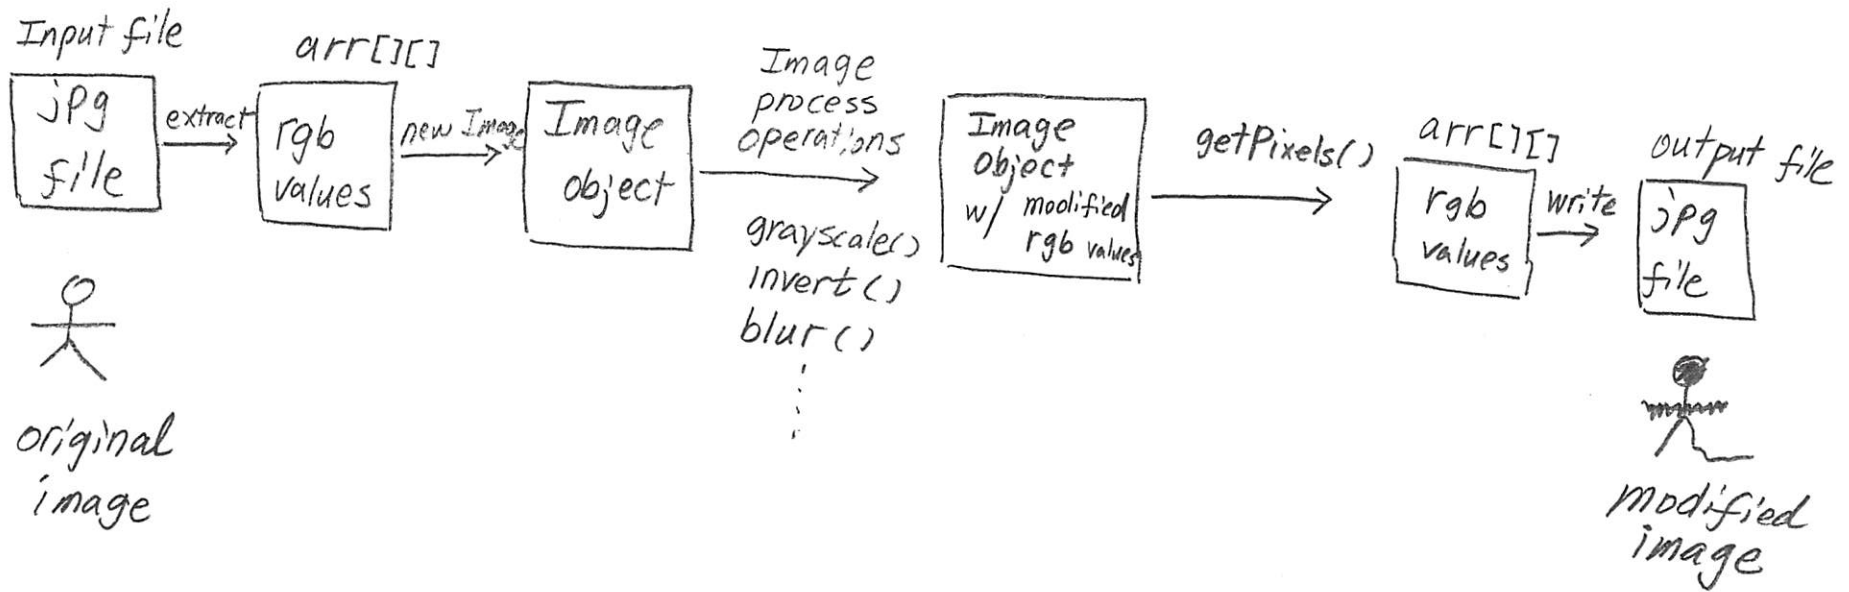 Input file
jpg
file
extract
arr[][]
rgb
values
new Image
Image
object
Image
process
operations
grayscale()
invert()
blur()
Image
object
w/ modified
rgb values
getPixels()
arr[][]
rgb
values
write
output file
jpg
file
original
image
modified
image